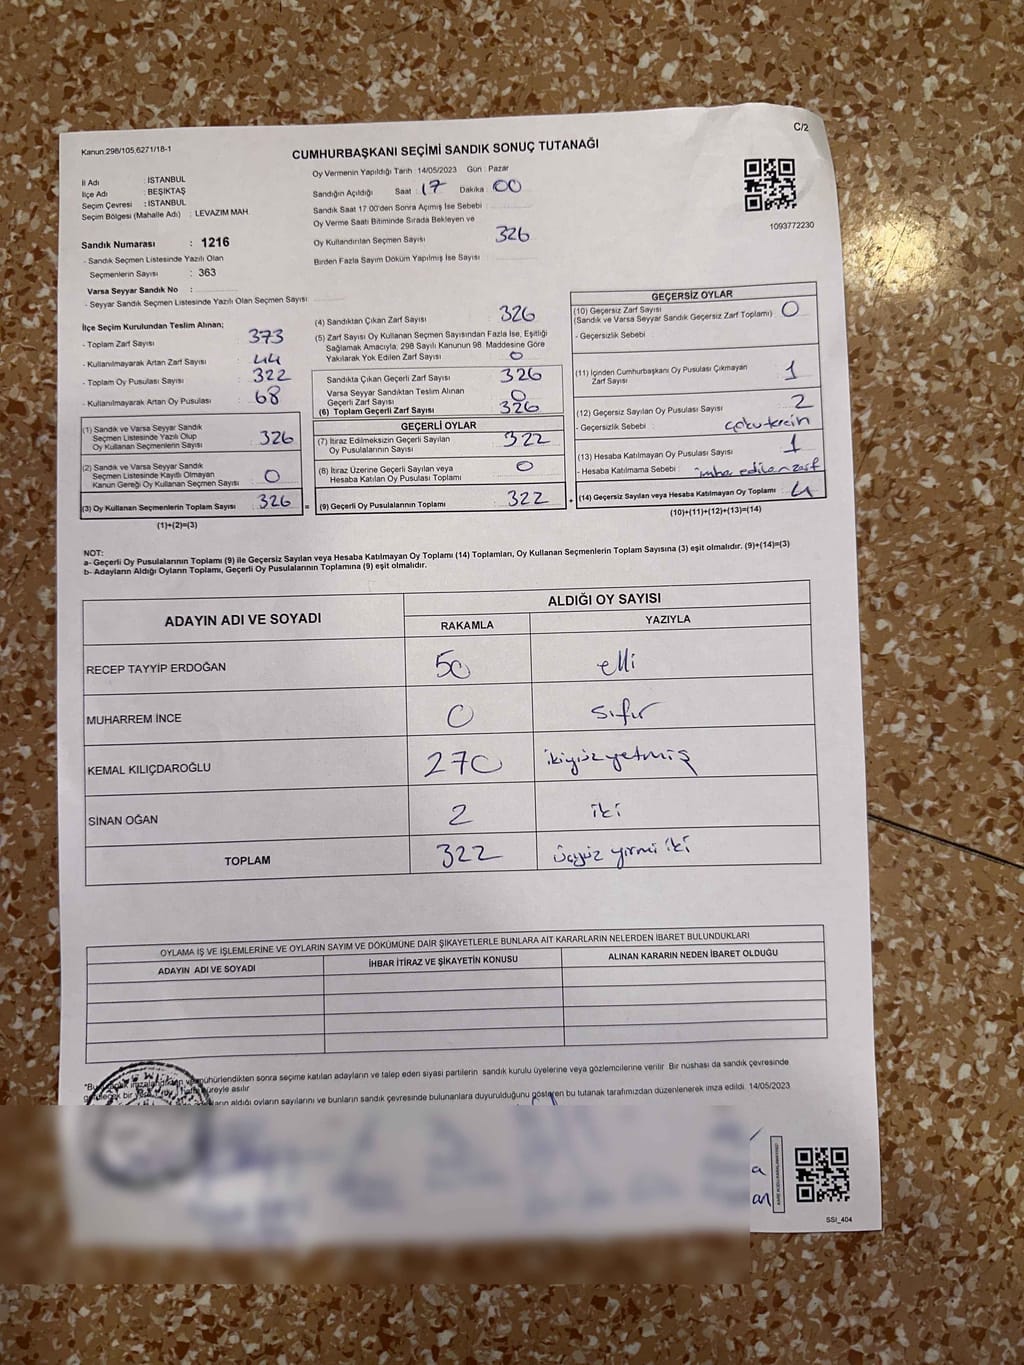 Kanun:298/105,6271/18-1
C/2
CUMHURBAŞKANI SEÇİMİ SANDIK SONUÇ TUTANAĞI
İl Adı : İSTANBUL
İlçe Adı : BEŞİKTAŞ
Seçim Çevresi : İSTANBUL
Seçim Bölgesi (Mahalle Adı) : LEVAZIM MAH.
Sandık Numarası : 1216
- Sandık Seçmen Listesinde Yazılı Olan
Seçmenlerin Sayısı : 363
Varsa Seyyar Sandık No :
- Seyyar Sandık Seçmen Listesinde Yazılı Olan Seçmen Sayısı
Oy Vermenin Yapıldığı Tarih : 14/05/2023 Gün : Pazar
Sandığın Açıldığı Saat : 17 Dakika : 00
Sandık Saat 17.00'den Sonra Açımış İse Sebebi :
Oy Verme Saati Bitiminde Sırada Bekleyen ve
Oy Kullandırılan Seçmen Sayısı 326
Birden Fazla Sayım Döküm Yapılmış İse Sayısı
1093772230
İlçe Seçim Kurulundan Teslim Alınan;
- Toplam Zarf Sayısı : 373
- Kullanılmayarak Artan Zarf Sayısı : 44
- Toplam Oy Pusulası Sayısı : 322
- Kullanılmayarak Artan Oy Pusulası : 68
(1) Sandık ve Varsa Seyyar Sandık
Seçmen Listesinde Yazılı Olup
Oy Kullanan Seçmenlerin Sayısı 326
(2) Sandık ve Varsa Seyyar Sandık
Seçmen Listesinde Kayıtlı Olmayan
Kanun Gereği Oy Kullanan Seçmen Sayısı 0
(3) Oy Kullanan Seçmenlerin Toplam Sayısı 326
(1)+(2)=(3)
(4) Sandıktan Çıkan Zarf Sayısı 326
(5) Zarf Sayısı Oy Kullanan Seçmen Sayısından Fazla İse, Eşitliği
Sağlamak Amacıyla, 298 Sayılı Kanunun 98. Maddesine Göre
Yakılarak Yok Edilen Zarf Sayısı 0
Sandıkta Çıkan Geçerli Zarf Sayısı 326
Varsa Seyyar Sandıktan Teslim Alınan
Geçerli Zarf Sayısı 0
(6) Toplam Geçerli Zarf Sayısı 326
GEÇERLİ OYLAR
(7) İtiraz Edilmeksizin Geçerli Sayılan
Oy Pusulasının Sayısı 322
(8) İtiraz Üzerine Geçerli Sayılan veya
Hesaba Katılan Oy Pusulası Toplamı 0
(9) Geçerli Oy Pusulalarının Toplamı 322
=
+
GEÇERSİZ OYLAR
(10) Geçersiz Zarf Sayısı
(Sandık ve Varsa Seyyar Sandık Geçersiz Zarf Toplamı) 0
- Geçersizlik Sebebi :
(11) İçinden Cumhurbaşkanı Oy Pusulası Çıkmayan
Zarf Sayısı 1
(12) Geçersiz Sayılan Oy Pusulası Sayısı 2
- Geçersizlik Sebebi : çoklu tercih
(13) Hesaba Katılmayan Oy Pusulası Sayısı 1
- Hesaba Katılmama Sebebi : imha edilen zarf
(14) Geçersiz Sayılan veya Hesaba Katılmayan Oy Toplamı 4
(10)+(11)+(12)+(13)=(14)
NOT:
a- Geçerli Oy Pusulalarının Toplamı (9) ile Geçersiz Sayılan veya Hesaba Katılmayan Oy Toplamı (14) Toplamları, Oy Kullanan Seçmenlerin Toplam Sayısına (3) eşit olmalıdır. (9)+(14)=(3)
b- Adayların Aldığı Oyların Toplamı, Geçerli Oy Pusulalarının Toplamına (9) eşit olmalıdır.
ADAYIN ADI VE SOYADI
ALDIĞI OY SAYISI
RAKAMLA YAZIYLA
RECEP TAYYİP ERDOĞAN 50 elli
MUHARREM İNCE 0 sıfır
KEMAL KILIÇDAROĞLU 270 ikiyüzyetmiş
SİNAN OĞAN 2 iki
TOPLAM 322 üçyüz yirmi iki
OYLAMA İŞ VE İŞLEMLERİNE VE OYLARIN SAYIM VE DÖKÜMÜNE DAİR ŞİKAYETLERLE BUNLARA AİT KARARLARIN NELERDEN İBARET BULUNDUKLARI
ADAYIN ADI VE SOYADI İHBAR İTİRAZ VE ŞİKAYETİN KONUSU ALINAN KARARIN NEDEN İBARET OLDUĞU
mühürlendikten sonra seçime katılan adayların ve talep eden siyasi partilerin sandık kurulu üyelerine veya gözlemcilerine verilir. Bir nüshası da sandık çevresinde
süreyle asılır
aldığı oyların sayılarını ve bunların sandık çevresinde bulunanlara duyurulduğunu gösteren bu tutanak tarafımızdan düzenlenerek imza edildi. 14/05/2023
a
an
SSI_404